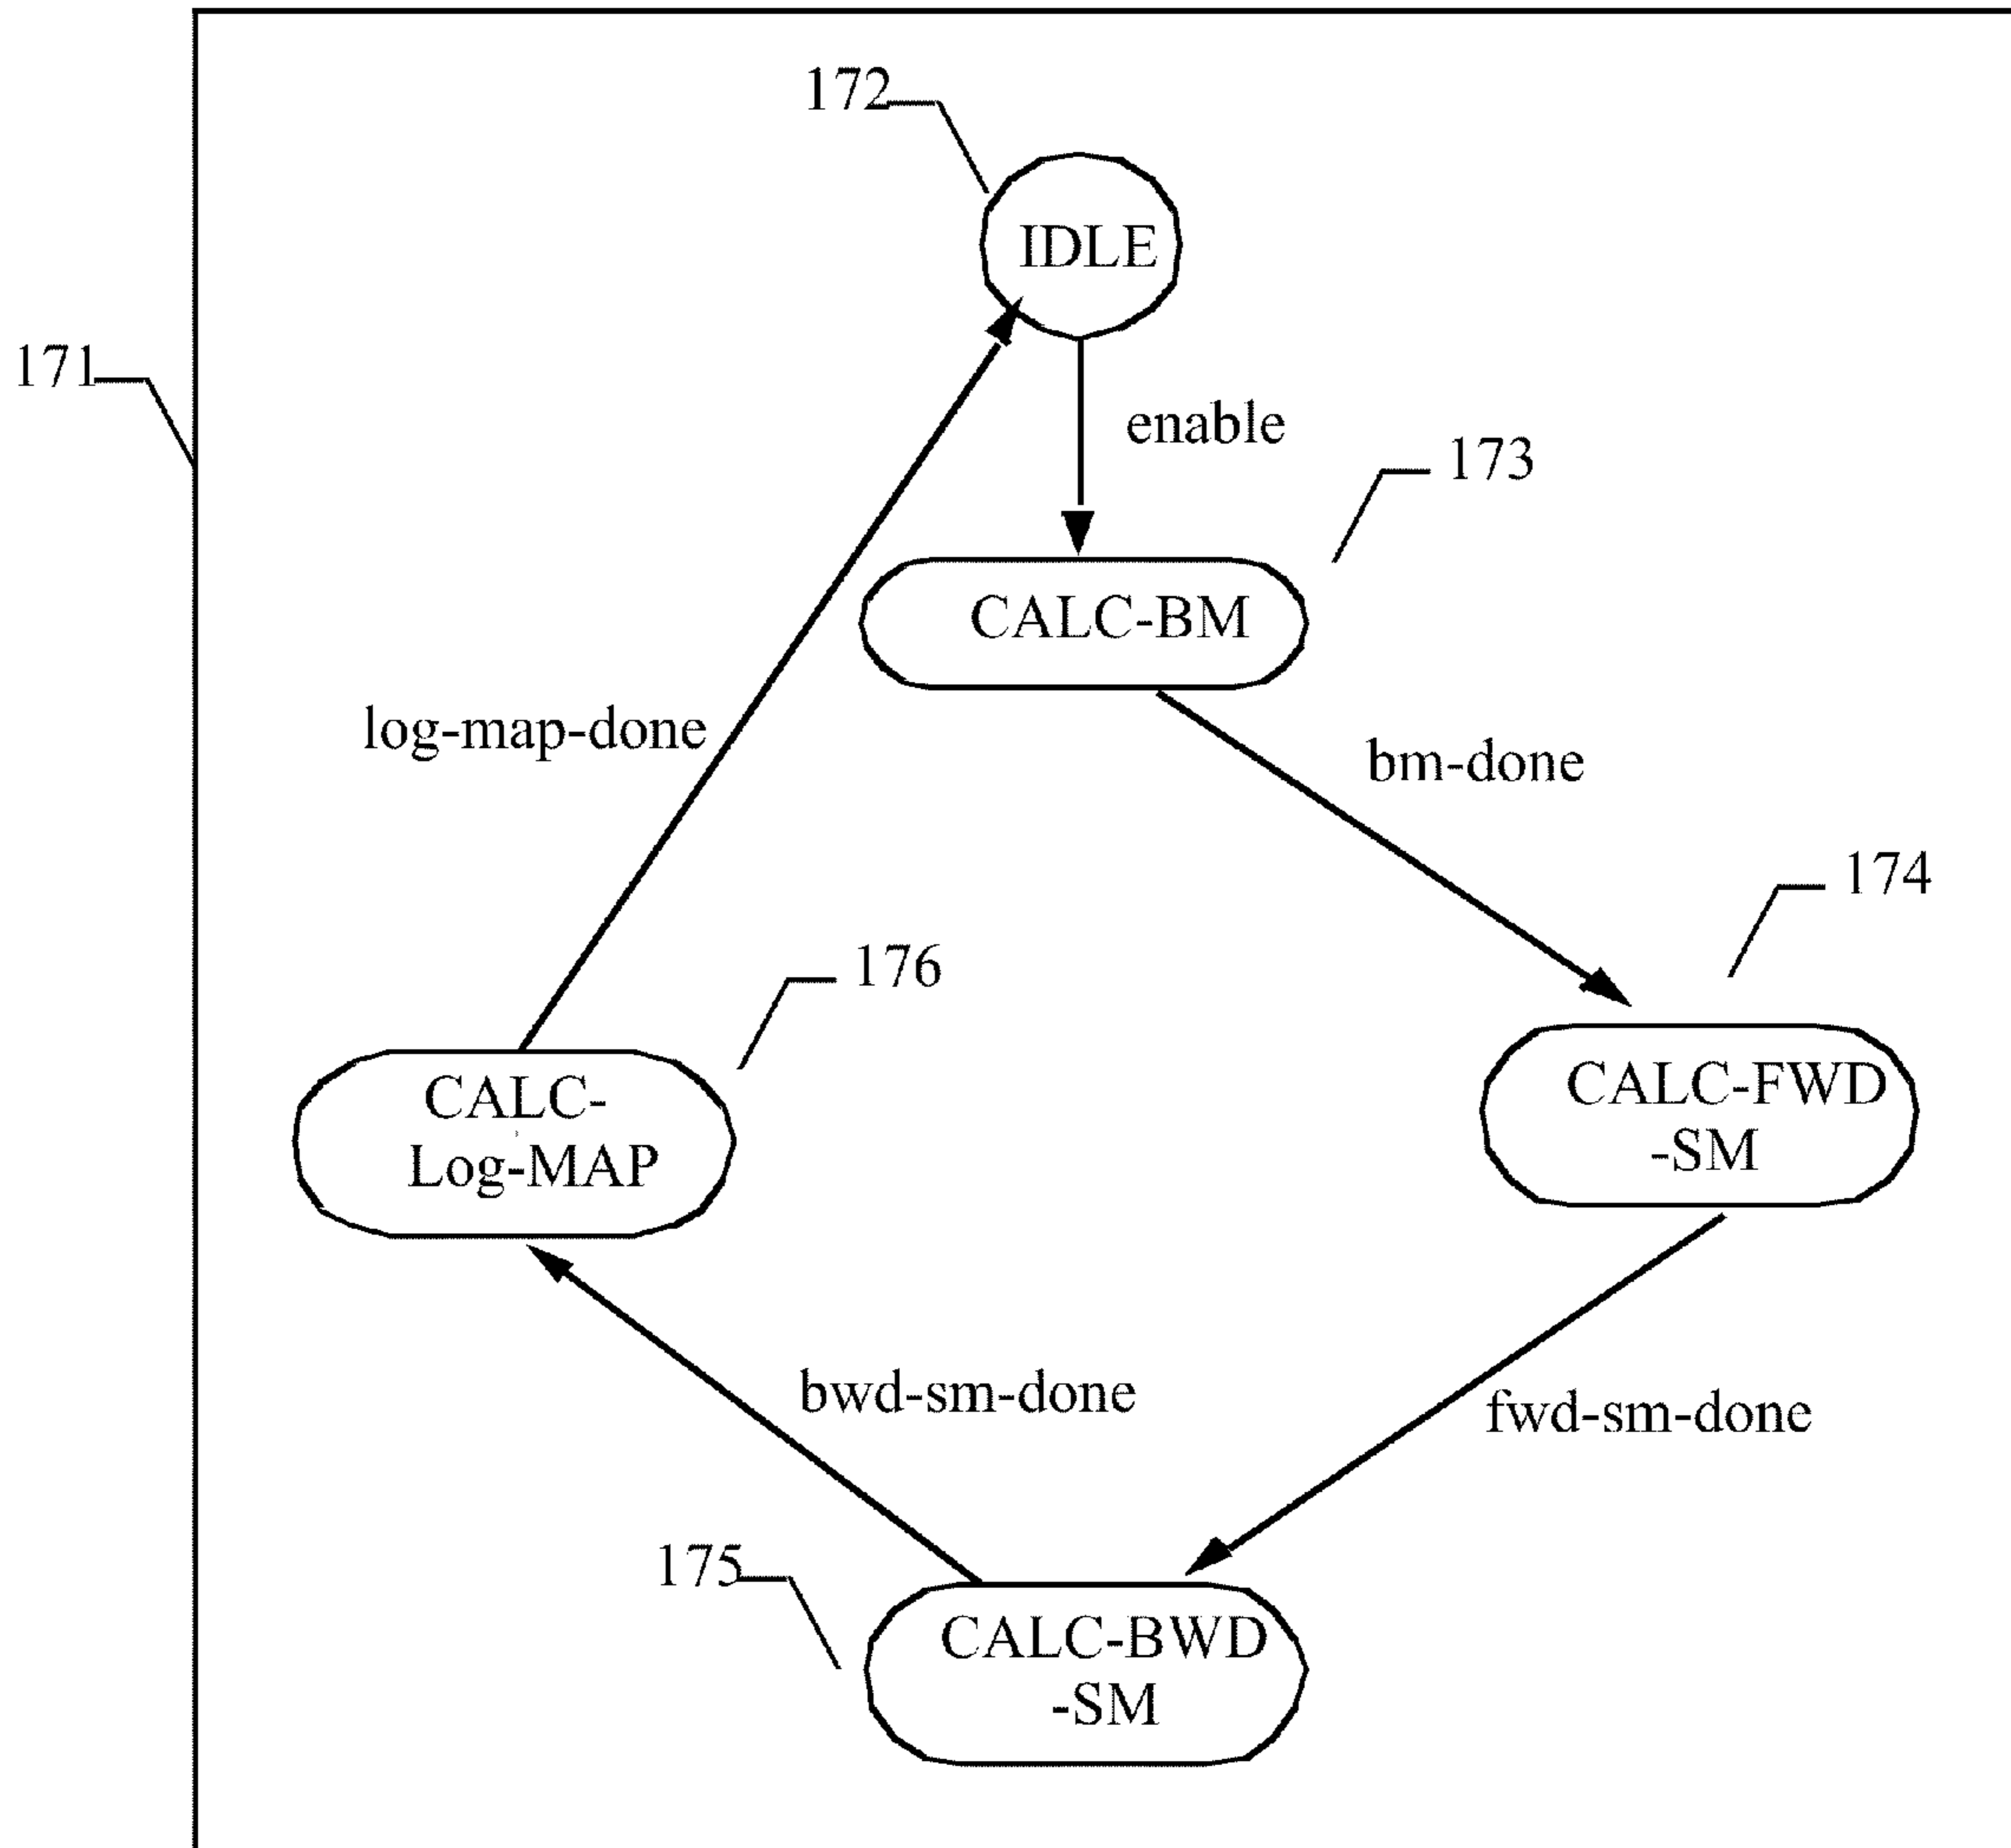 172
IDLE
171
enable
173
CALC-BM
log-map-done
bm-done
174
176
CALC-
Log-MAP
CALC-FWD
-SM
bwd-sm-done
fwd-sm-done
175
CALC-BWD
-SM